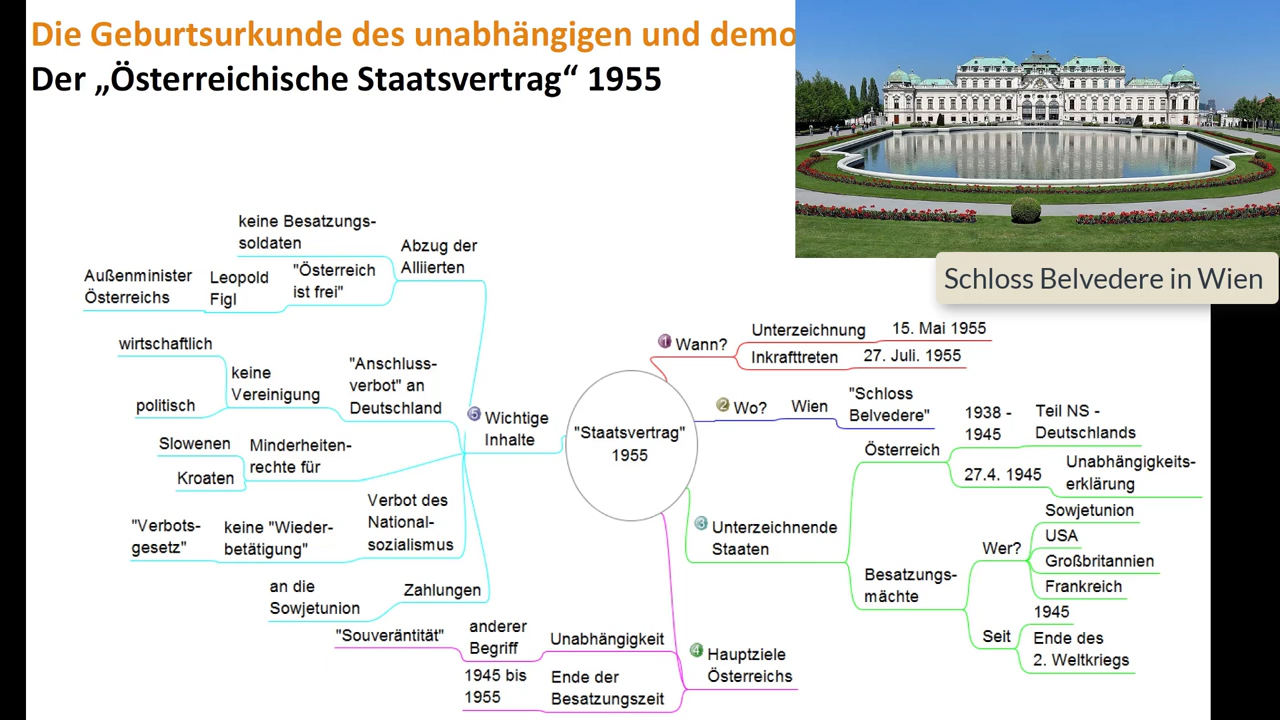 Die Geburtsurkunde des unabhängigen und demo
Der „Österreichische Staatsvertrag“ 1955
Schloss Belvedere in Wien
"Staatsvertrag"
1955
1 Wann?
Unterzeichnung
15. Mai 1955
Inkrafttreten
27. Juli. 1955
2 Wo?
Wien
"Schloss
Belvedere"
3 Unterzeichnende
Staaten
Österreich
1938 -
1945
Teil NS -
Deutschlands
27.4. 1945
Unabhängigkeits-
erklärung
Besatzungs-
mächte
Wer?
Sowjetunion
USA
Großbritannien
Frankreich
Seit
1945
Ende des
2. Weltkriegs
4 Hauptziele
Österreichs
Unabhängigkeit
anderer
Begriff
"Souveräntität"
Ende der
Besatzungszeit
1945 bis
1955
5 Wichtige
Inhalte
Abzug der
Alliierten
keine Besatzungs-
soldaten
"Österreich
ist frei"
Leopold
Figl
Außenminister
Österreichs
"Anschluss-
verbot" an
Deutschland
keine
Vereinigung
wirtschaftlich
politisch
Minderheiten-
rechte für
Slowenen
Kroaten
Verbot des
National-
sozialismus
keine "Wieder-
betätigung"
"Verbots-
gesetz"
Zahlungen
an die
Sowjetunion